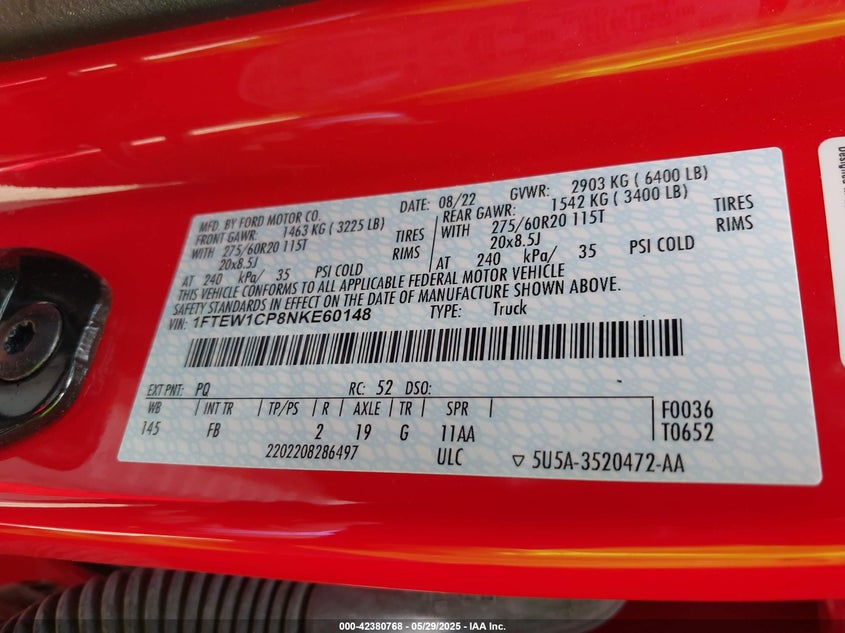 MFD. BY FORD MOTOR CO. DATE: 08/22 GVWR: 2903 KG ( 6400 LB)
FRONT GAWR: 1463 KG ( 3225 LB) REAR GAWR: 1542 KG ( 3400 LB)
WITH 275/60R20 115T TIRES WITH 275/60R20 115T TIRES
20x8.5J RIMS 20x8.5J RIMS
AT 240 kPa/ 35 PSI COLD AT 240 kPa/ 35 PSI COLD
THIS VEHICLE CONFORMS TO ALL APPLICABLE FEDERAL MOTOR VEHICLE
SAFETY STANDARDS IN EFFECT ON THE DATE OF MANUFACTURE SHOWN ABOVE.
VIN: 1FTEW1CP8NKE60148 TYPE: Truck
EXT PNT: PQ RC: 52 DSO:
WB INT TR TP/PS R AXLE TR SPR F0036
145 FB 2 19 G 11AA T0652
2202208286497 ULC ▽ 5U5A-3520472-AA
000-42380768 | 05/29/2025 - IAA Inc.